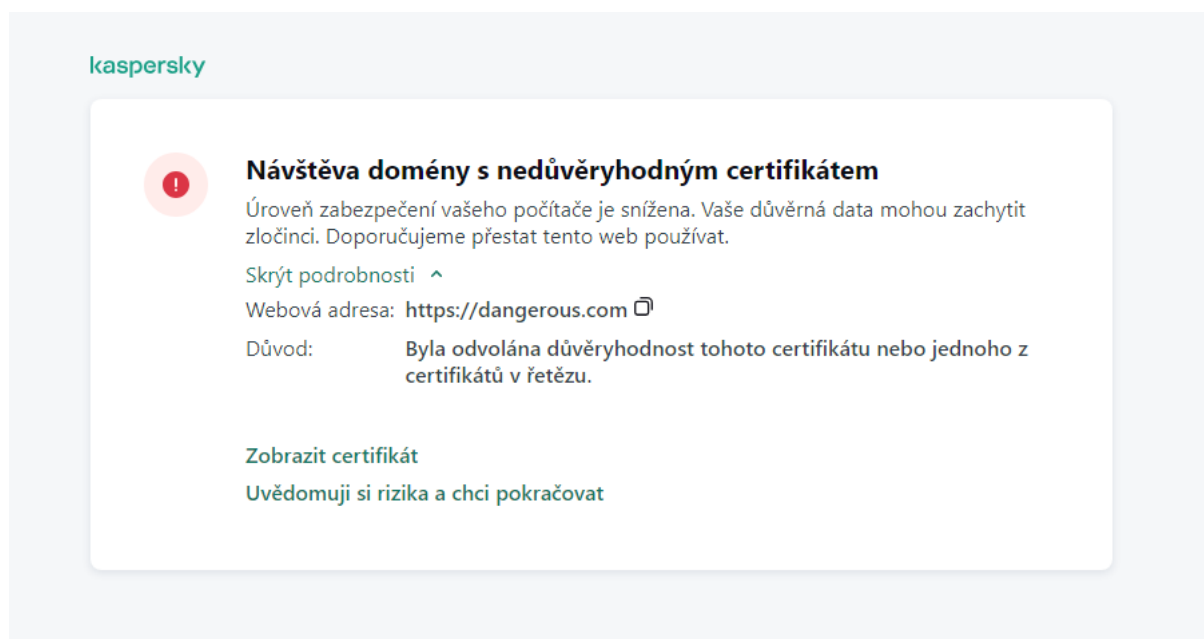 kaspersky
Návštěva domény s nedůvěryhodným certifikátem
Úroveň zabezpečení vašeho počítače je snížena. Vaše důvěrná data mohou zachytit
zločinci. Doporučujeme přestat tento web používat.
Skrýt podrobnosti
Webová adresa: https://dangerous.com
Důvod: Byla odvolána důvěryhodnost tohoto certifikátu nebo jednoho z
certifikátů v řetězu.
Zobrazit certifikát
Uvědomuji si rizika a chci pokračovat